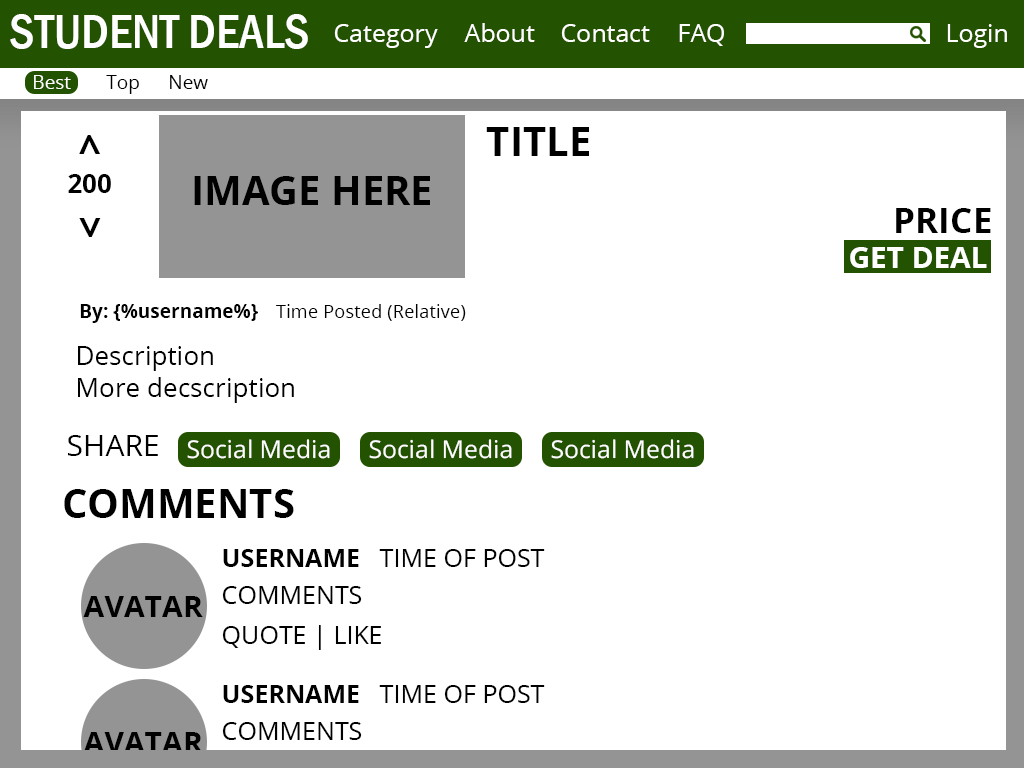 STUDENT DEALS Category About Contact FAQ Login
Best Top New
200
IMAGE HERE
TITLE
PRICE
GET DEAL
By: {%username%} Time Posted (Relative)
Description
More decscription
SHARE Social Media Social Media Social Media
COMMENTS
AVATAR
USERNAME TIME OF POST
COMMENTS
QUOTE | LIKE
AVATAR
USERNAME TIME OF POST
COMMENTS